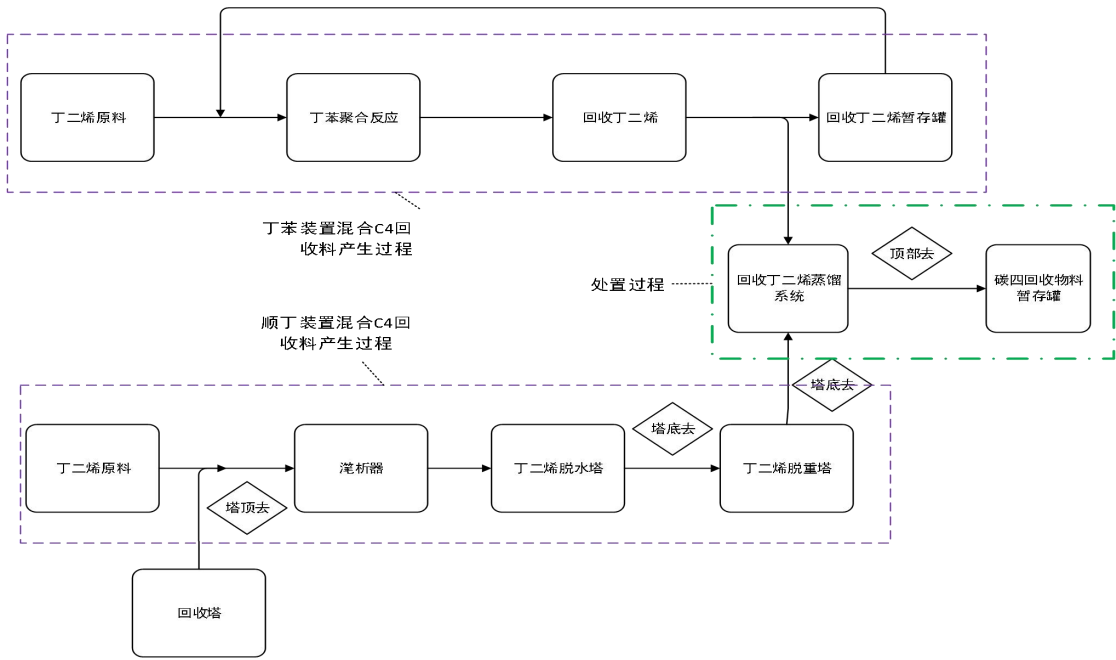 丁二烯原料
丁苯聚合反应
回收丁二烯
回收丁二烯暂存罐
丁苯装置混合C4回
收料产生过程
处置过程
回收丁二烯蒸馏
系统
顶部去
碳四回收物料
暂存罐
顺丁装置混合C4回
收料产生过程
塔底去
丁二烯原料
塔顶去
滗析器
丁二烯脱水塔
塔底去
丁二烯脱重塔
回收塔